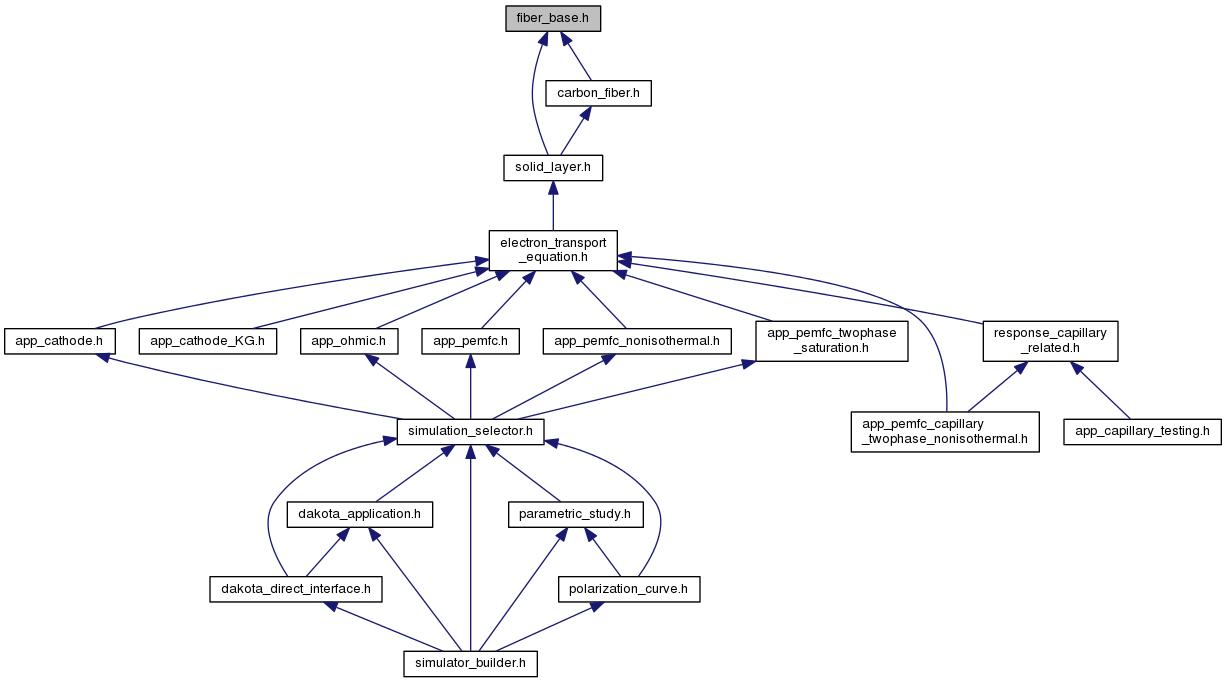 fiber_base.h
carbon_fiber.h
solid_layer.h
electron_transport
_equation.h
app_cathode.h
app_cathode_KG.h
app_ohmic.h
app_pemfc.h
app_pemfc_nonisothermal.h
app_pemfc_twophase
_saturation.h
response_capillary
_related.h
simulation_selector.h
app_pemfc_capillary
_twophase_nonisothermal.h
app_capillary_testing.h
dakota_application.h
parametric_study.h
dakota_direct_interface.h
polarization_curve.h
simulator_builder.h